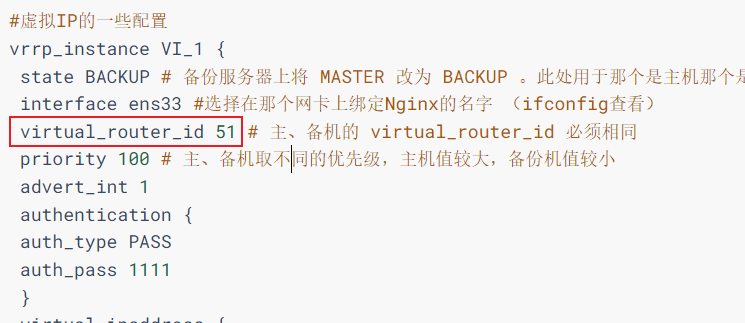 #虚拟IP的一些配置
vrrp_instance VI_1 {
state BACKUP # 备份服务器上将 MASTER 改为 BACKUP 。此处用于那个是主机那个是
interface ens33 #选择在那个网卡上绑定Nginx的名字 （ifconfig查看）
virtual_router_id 51 # 主、备机的 virtual_router_id 必须相同
priority 100 # 主、备机取不同的优先级，主机值较大，备份机值较小
advert_int 1
authentication {
auth_type PASS
auth_pass 1111
}
virtual_ipaddress {